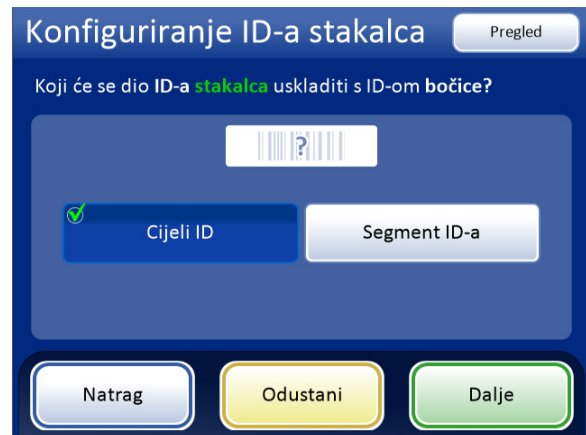 Konfiguriranje ID-a stakalca
Pregled
Koji će se dio ID-a stakalca uskladiti s ID-om bočice?
?
Cijeli ID
Segment ID-a
Natrag
Odustani
Dalje